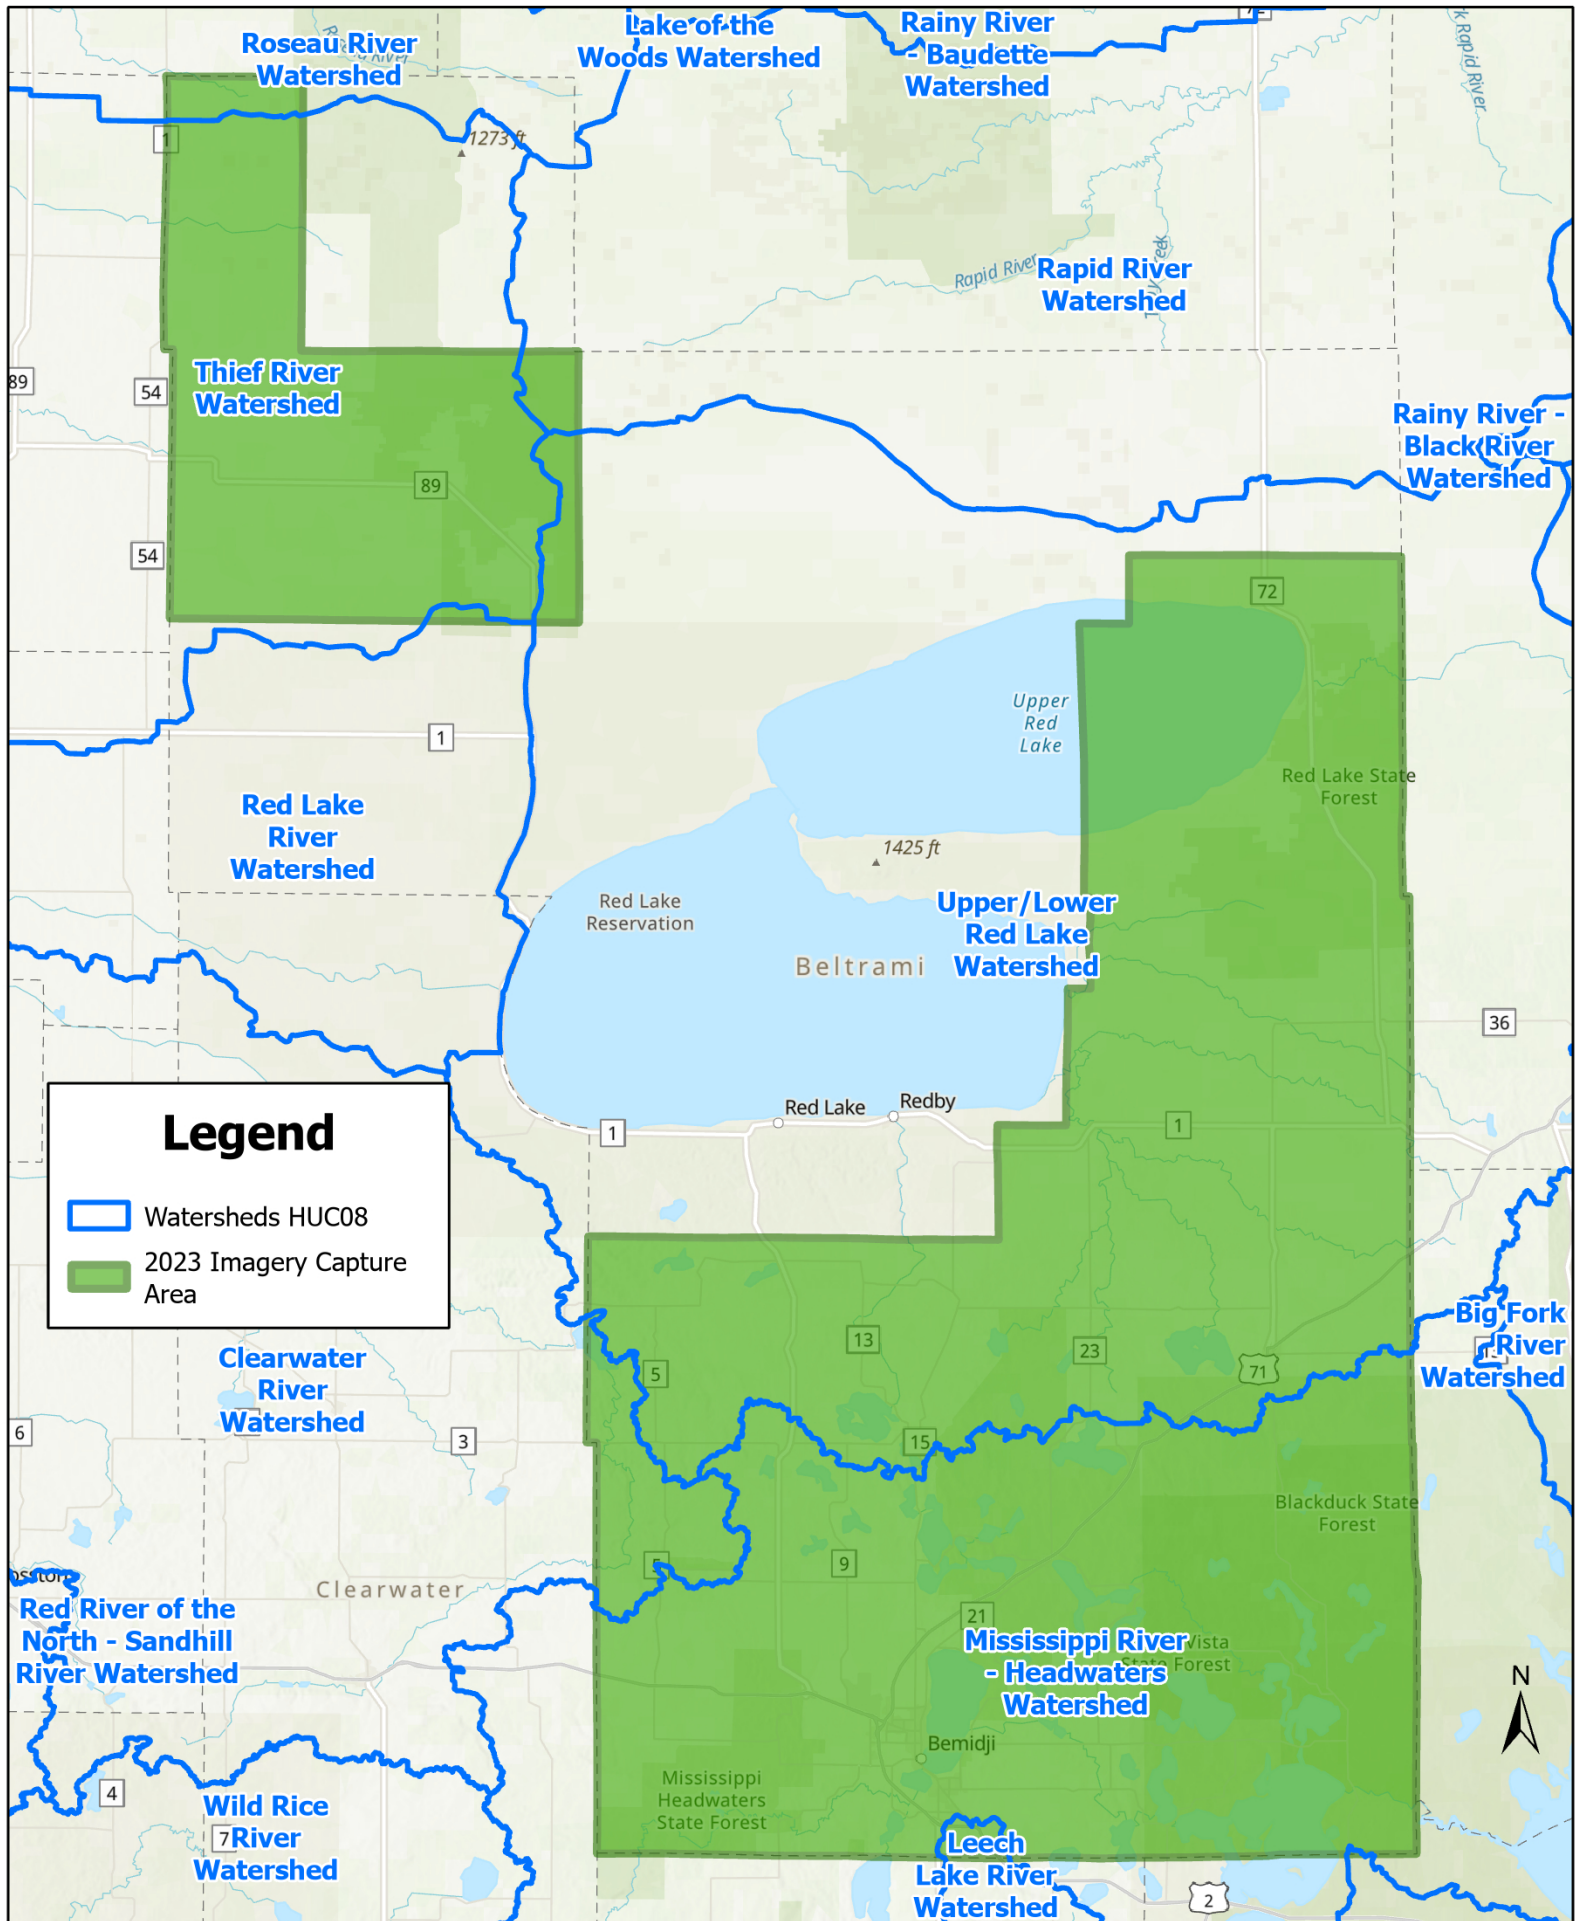 Roseau River
Watershed
Lake of the
Woods Watershed
Rainy River
- Baudette
Watershed
Rapid River
1
1273 ft
Rapid River
Rapid River
Watershed
Thief River
Watershed
89
54
89
54
Rainy River -
Black River
Watershed
72
Upper
Red
Lake
1
Red Lake State
Forest
Red Lake
River
Watershed
1425 ft
Red Lake
Reservation
Upper/Lower
Red Lake
Watershed
Beltrami
36
Red Lake
Redby
1
1
Legend
Watersheds HUC08
2023 Imagery Capture
Area
Big Fork
River
Watershed
13
23
5
71
Clearwater
River
Watershed
6
3
15
Blackduck State
Forest
5
9
Clearwater
Red River of the
North - Sandhill
River Watershed
21
Mississippi River
- Headwaters
Watershed
Vista
State Forest
N
Bemidji
Mississippi
Headwaters
State Forest
4
Wild Rice
River
Watershed
7
Leech
Lake River
Watershed
2